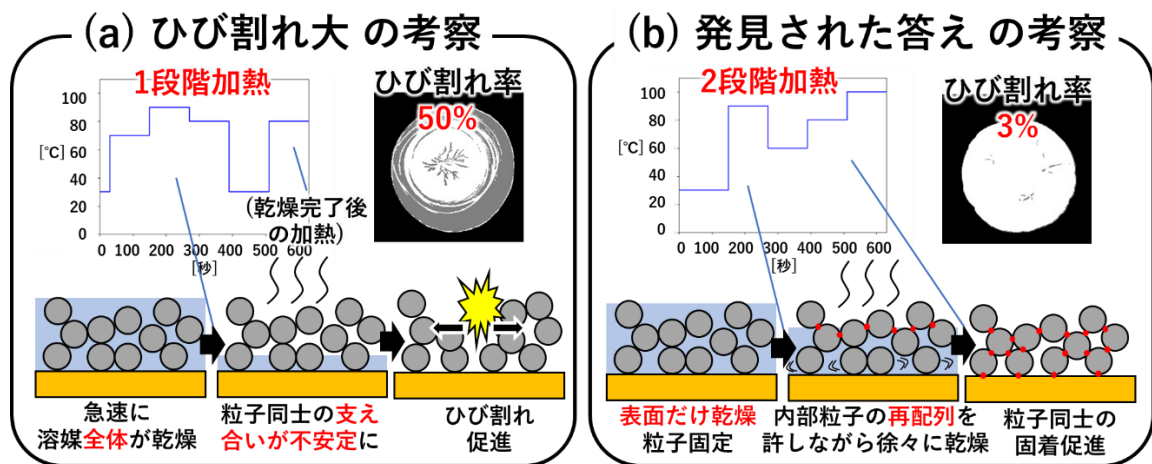 (a) ひび割れ大 の考察
1段階加熱
100
80
[℃] 60
40
20
0
0 100 200 300 400 500 600
[秒]
ひび割れ率
50%
(乾燥完了後
の加熱)
急速に
溶媒全体が乾燥
粒子同士の支え
合いが不安定に
ひび割れ
促進
(b) 発見された答え の考察
2段階加熱
100
80
[℃] 60
40
20
0
0 100 200 300 400 500 600
[秒]
ひび割れ率
3%
表面だけ乾燥
粒子固定
内部粒子の再配列を
許しながら徐々に乾燥
粒子同士の
固着促進